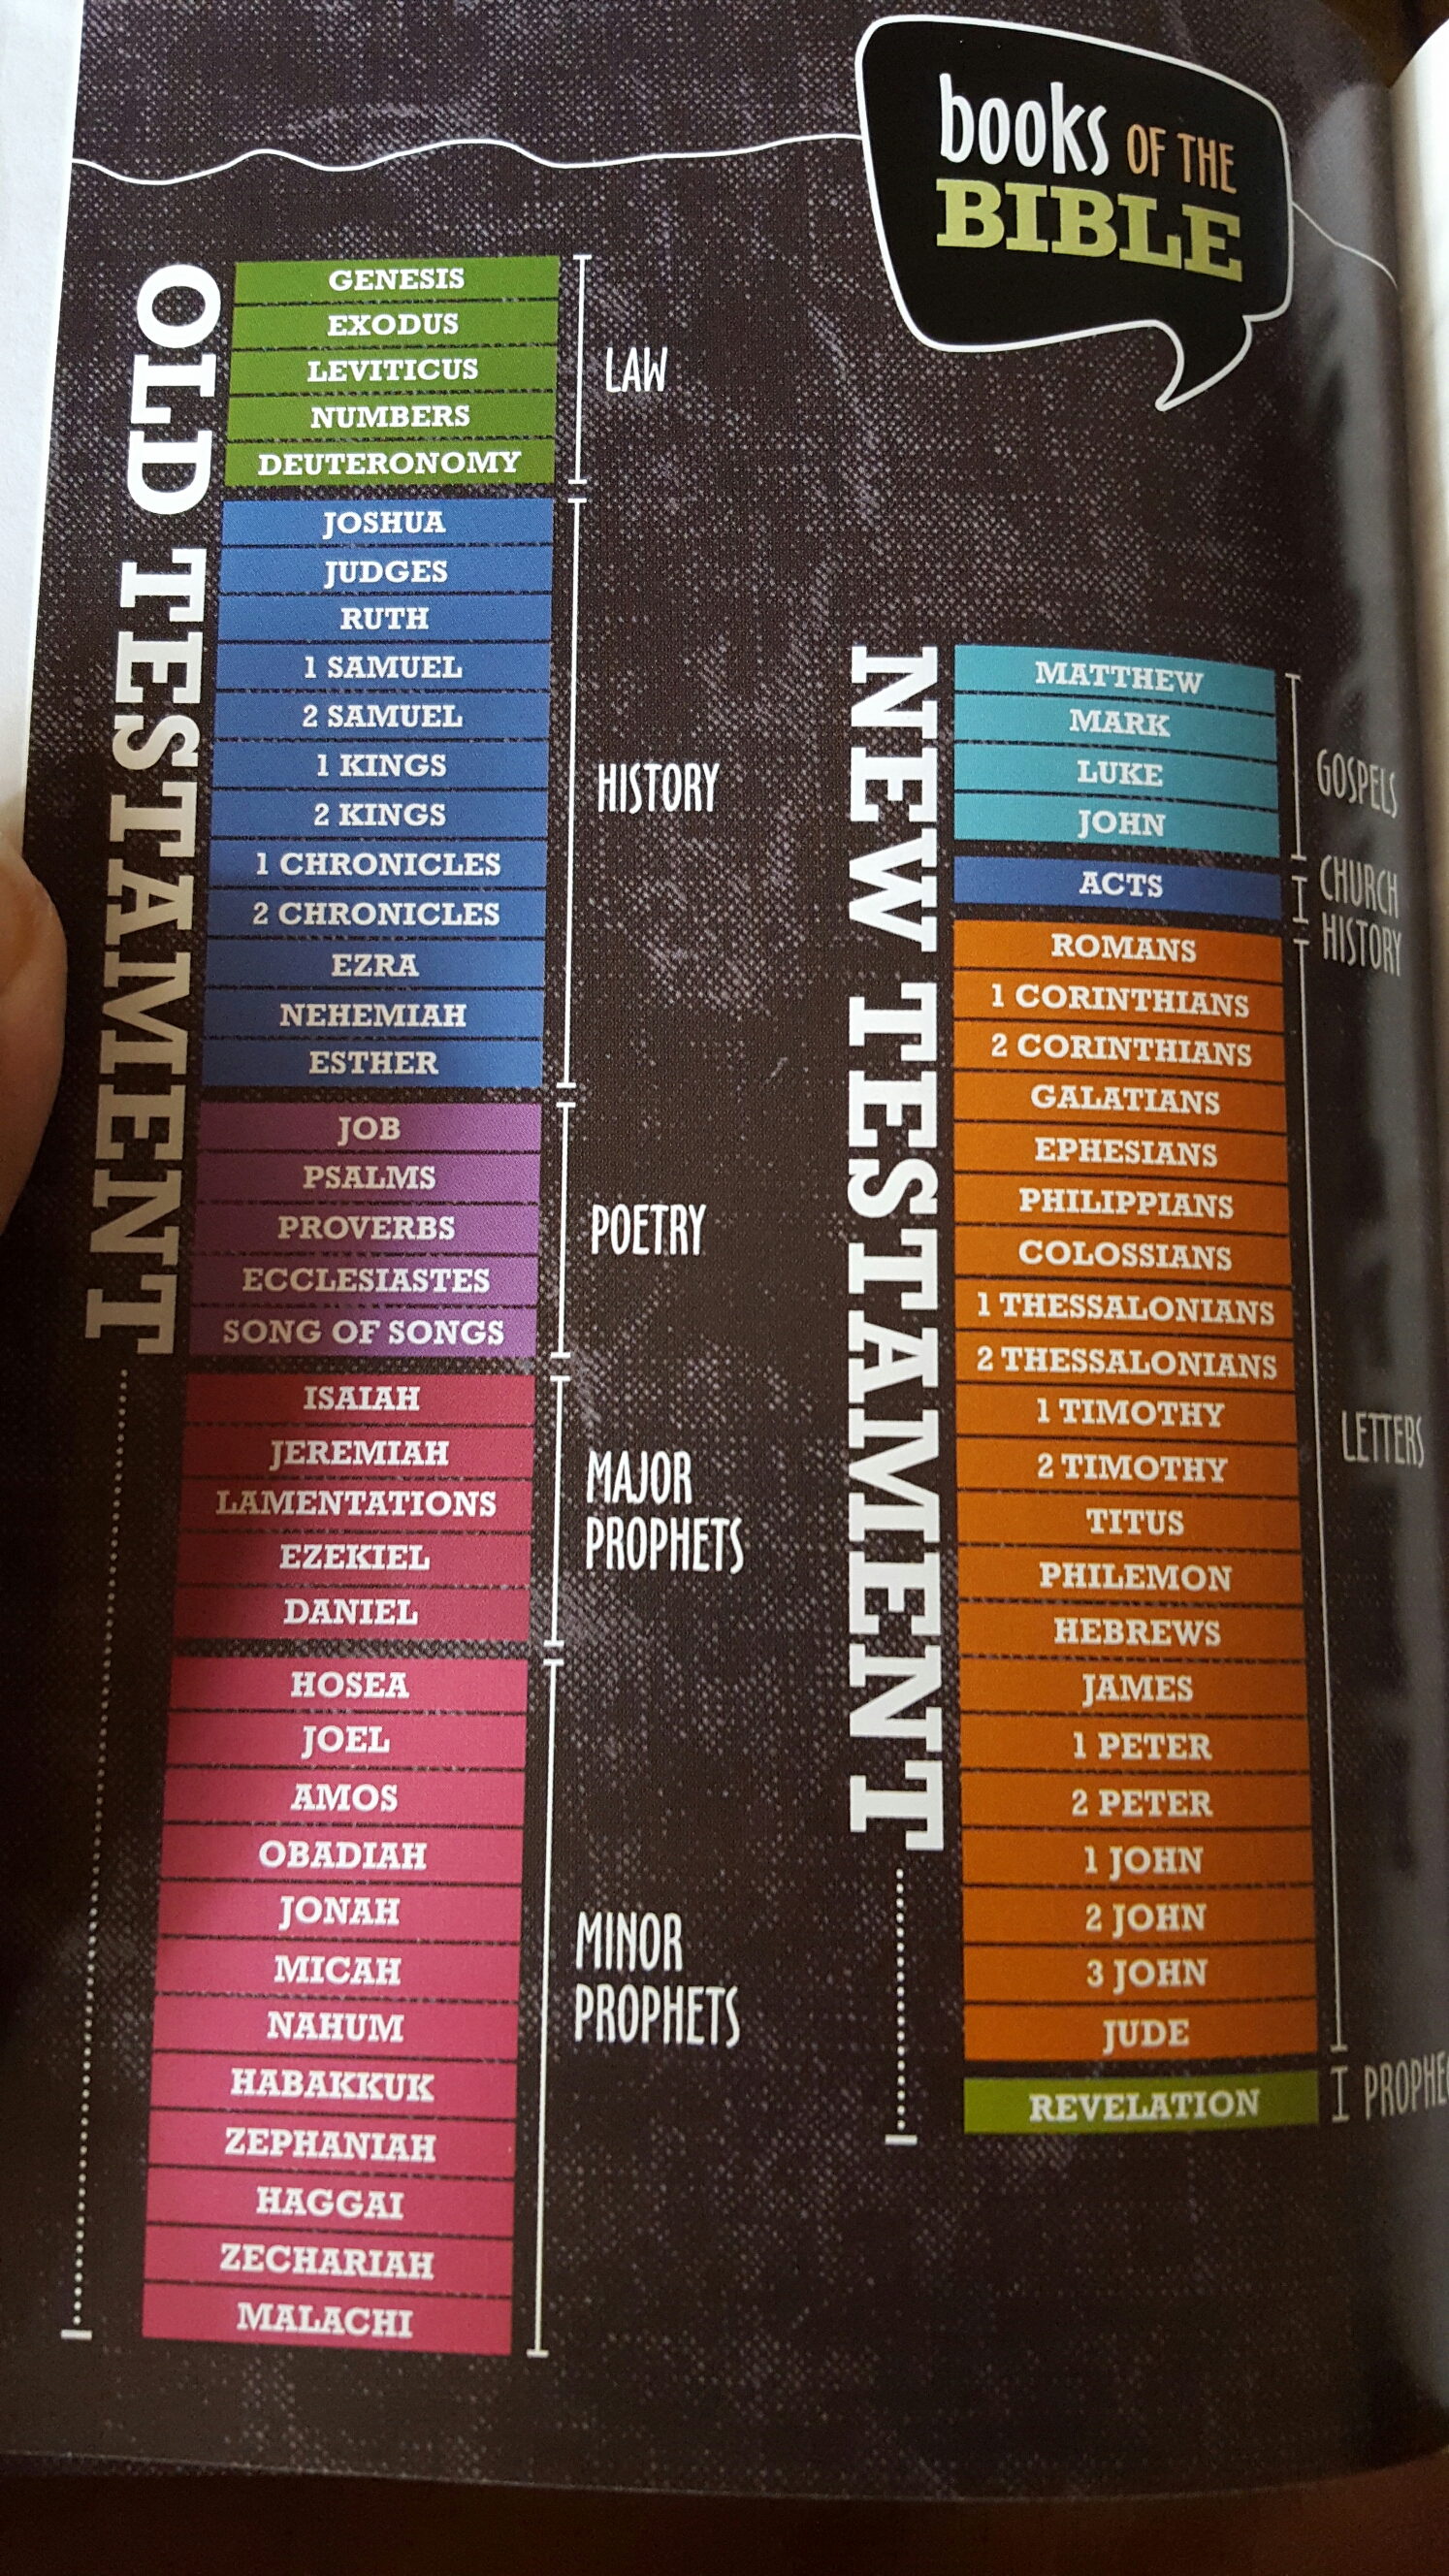 books OF THE
BIBLE
OLD TESTAMENT
GENESIS
EXODUS
LEVITICUS
NUMBERS
DEUTERONOMY
LAW
JOSHUA
JUDGES
RUTH
1 SAMUEL
2 SAMUEL
1 KINGS
2 KINGS
1 CHRONICLES
2 CHRONICLES
EZRA
NEHEMIAH
ESTHER
HISTORY
JOB
PSALMS
PROVERBS
ECCLESIASTES
SONG OF SONGS
POETRY
ISAIAH
JEREMIAH
LAMENTATIONS
EZEKIEL
DANIEL
MAJOR
PROPHETS
HOSEA
JOEL
AMOS
OBADIAH
JONAH
MICAH
NAHUM
HABAKKUK
ZEPHANIAH
HAGGAI
ZECHARIAH
MALACHI
MINOR
PROPHETS
NEW TESTAMENT
MATTHEW
MARK
LUKE
JOHN
GOSPELS
ACTS
CHURCH
HISTORY
ROMANS
1 CORINTHIANS
2 CORINTHIANS
GALATIANS
EPHESIANS
PHILIPPIANS
COLOSSIANS
1 THESSALONIANS
2 THESSALONIANS
1 TIMOTHY
2 TIMOTHY
TITUS
PHILEMON
HEBREWS
JAMES
1 PETER
2 PETER
1 JOHN
2 JOHN
3 JOHN
JUDE
LETTERS
REVELATION